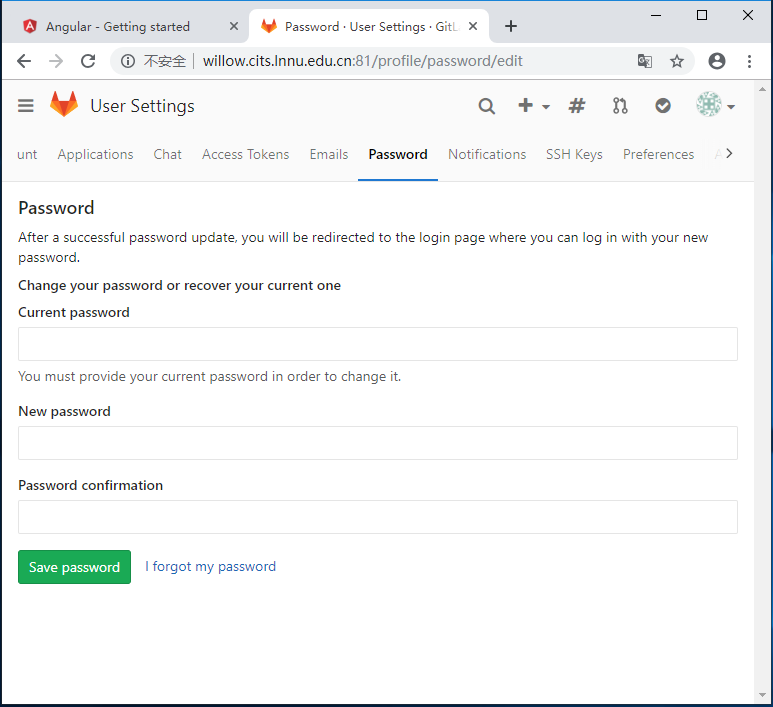 Angular - Getting started
Password · User Settings · GitL
不安全 willow.cits.lnnu.edu.cn:81/profile/password/edit
User Settings
unt Applications Chat Access Tokens Emails Password Notifications SSH Keys Preferences A
Password
After a successful password update, you will be redirected to the login page where you can log in with your new
password.
Change your password or recover your current one
Current password
You must provide your current password in order to change it.
New password
Password confirmation
Save password I forgot my password